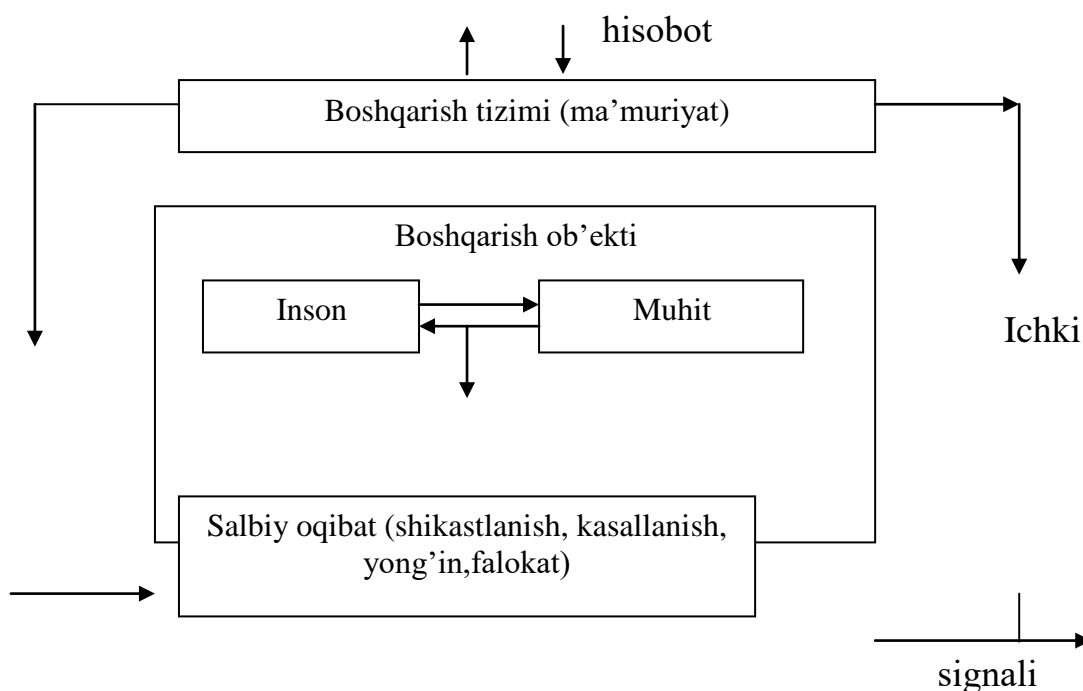 hisobot
Boshqarish tizimi (ma’muriyat)
Boshqarish ob’ekti
Inson
Muhit
Ichki
Salbiy oqibat (shikastlanish, kasallanish,
yong’in,falokat)
signali